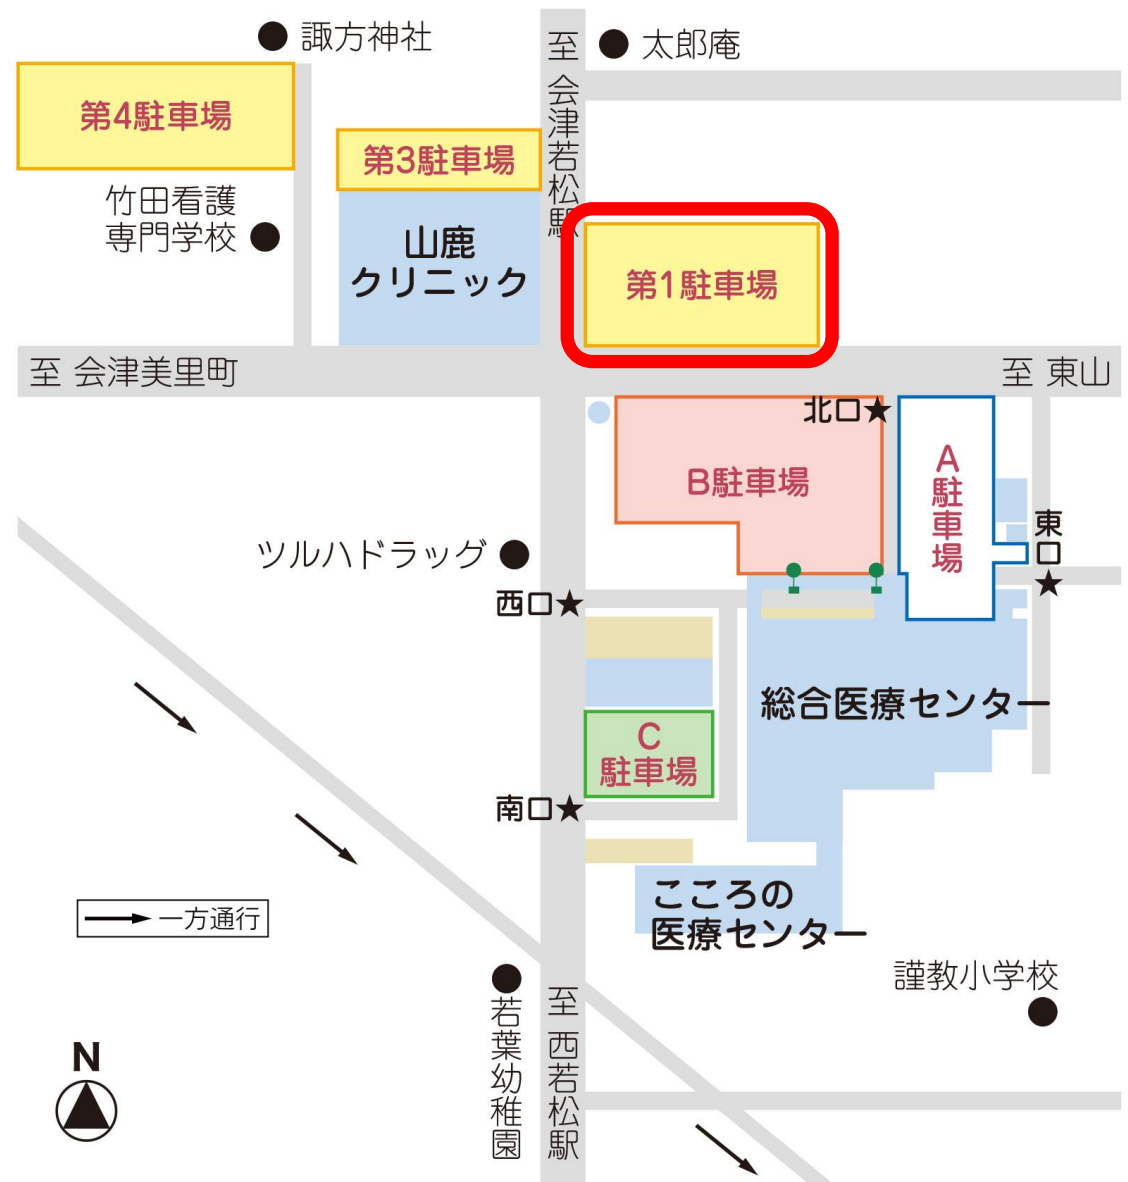 諏方神社
太郎庵
至 会津若松駅
第4駐車場
第3駐車場
竹田看護
専門学校
山鹿
クリニック
第1駐車場
至 会津美里町
至 東山
北口★
B駐車場
A駐車場
東口
★
ツルハドラッグ
西口★
総合医療センター
C
駐車場
南口★
こころの
医療センター
一方通行
謹教小学校
若葉幼稚園
至 西若松駅
N